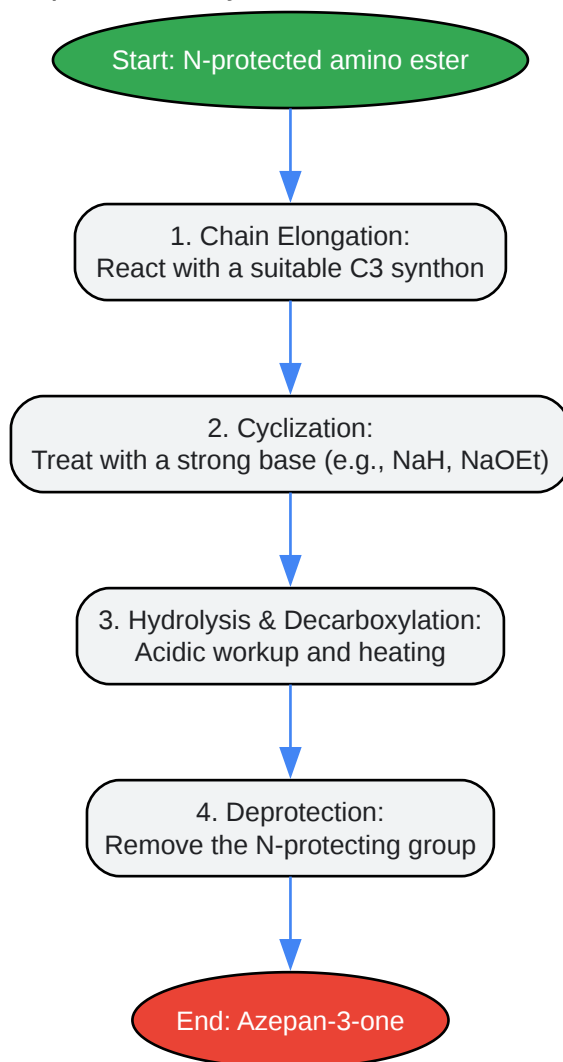 Start: N-protected amino ester
1. Chain Elongation:
React with a suitable C3 synthon
2. Cyclization:
Treat with a strong base (e.g., NaH, NaOEt)
3. Hydrolysis & Decarboxylation:
Acidic workup and heating
4. Deprotection:
Remove the N-protecting group
End: Azepan-3-one